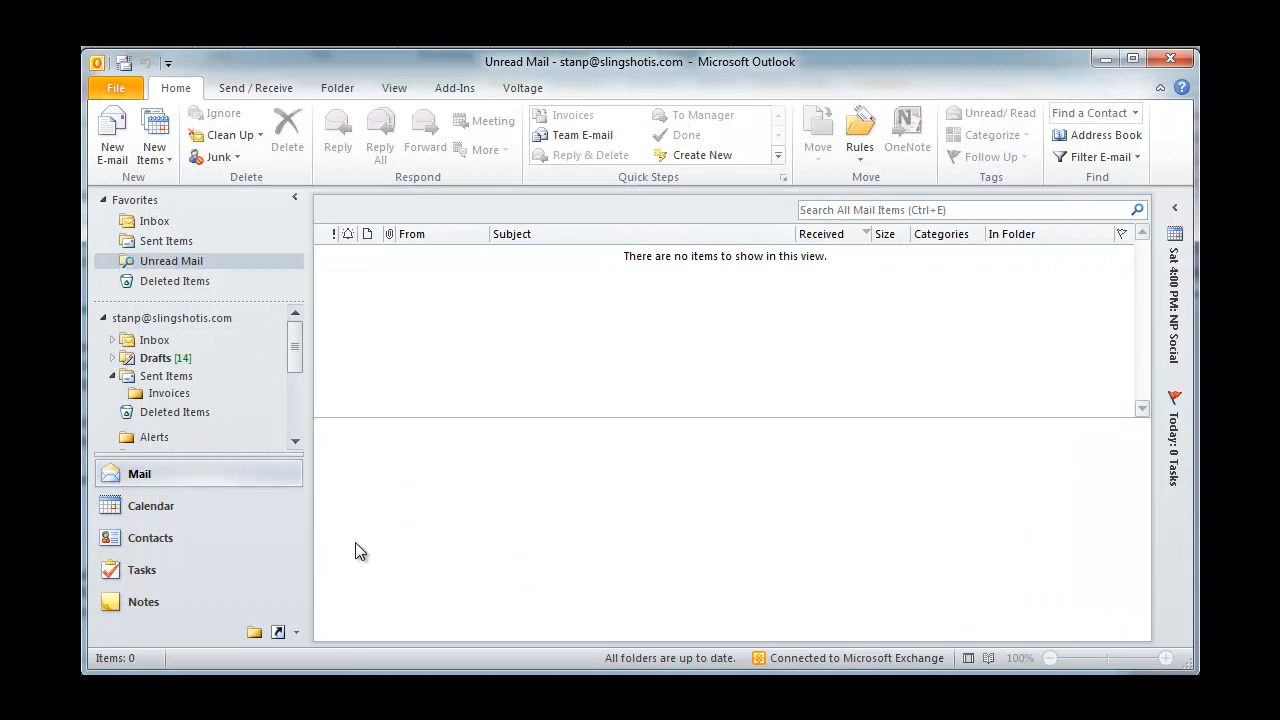 Unread Mail - stanp@slingshotis.com - Microsoft Outlook
File Home Send / Receive Folder View Add-Ins Voltage
New E-mail
New Items
New
Ignore
Clean Up
Junk
Delete
Delete
Reply
Reply All
Forward
Meeting
More
Respond
Invoices
Team E-mail
Reply & Delete
To Manager
Done
Create New
Quick Steps
Move
Rules
OneNote
Move
Unread/ Read
Categorize
Follow Up
Tags
Find a Contact
Address Book
Filter E-mail
Find
Favorites
Inbox
Sent Items
Unread Mail
Deleted Items
stanp@slingshotis.com
Inbox
Drafts [14]
Sent Items
Invoices
Deleted Items
Alerts
Mail
Calendar
Contacts
Tasks
Notes
Search All Mail Items (Ctrl+E)
! From Subject Received Size Categories In Folder
There are no items to show in this view.
Sat 4:00 PM: NP Social
Today: 0 Tasks
Items: 0 All folders are up to date. Connected to Microsoft Exchange 100%